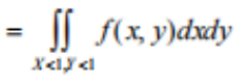 = ∬ f(x, y)dxdy
X<1,Y<1